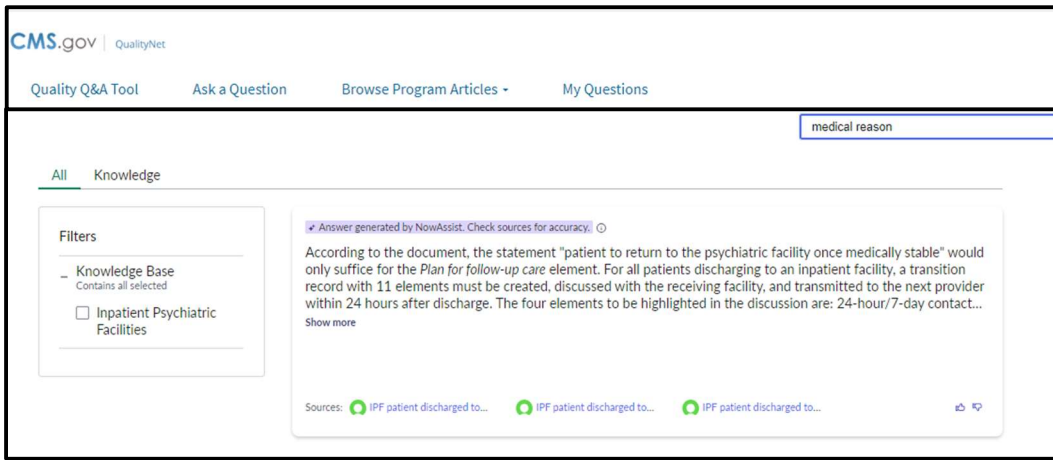 CMS.gov | QualityNet
Quality Q&A Tool Ask a Question Browse Program Articles My Questions
medical reason
All Knowledge
Filters
Knowledge Base
Contains all selected
Inpatient Psychiatric
Facilities
Answer generated by NowAssist. Check sources for accuracy.
According to the document, the statement "patient to return to the psychiatric facility once medically stable" would
only suffice for the Plan for follow-up care element. For all patients discharging to an inpatient facility, a transition
record with 11 elements must be created, discussed with the receiving facility, and transmitted to the next provider
within 24 hours after discharge. The four elements to be highlighted in the discussion are: 24-hour/7-day contact...
Show more
Sources: IPF patient discharged to... IPF patient discharged to... IPF patient discharged to...